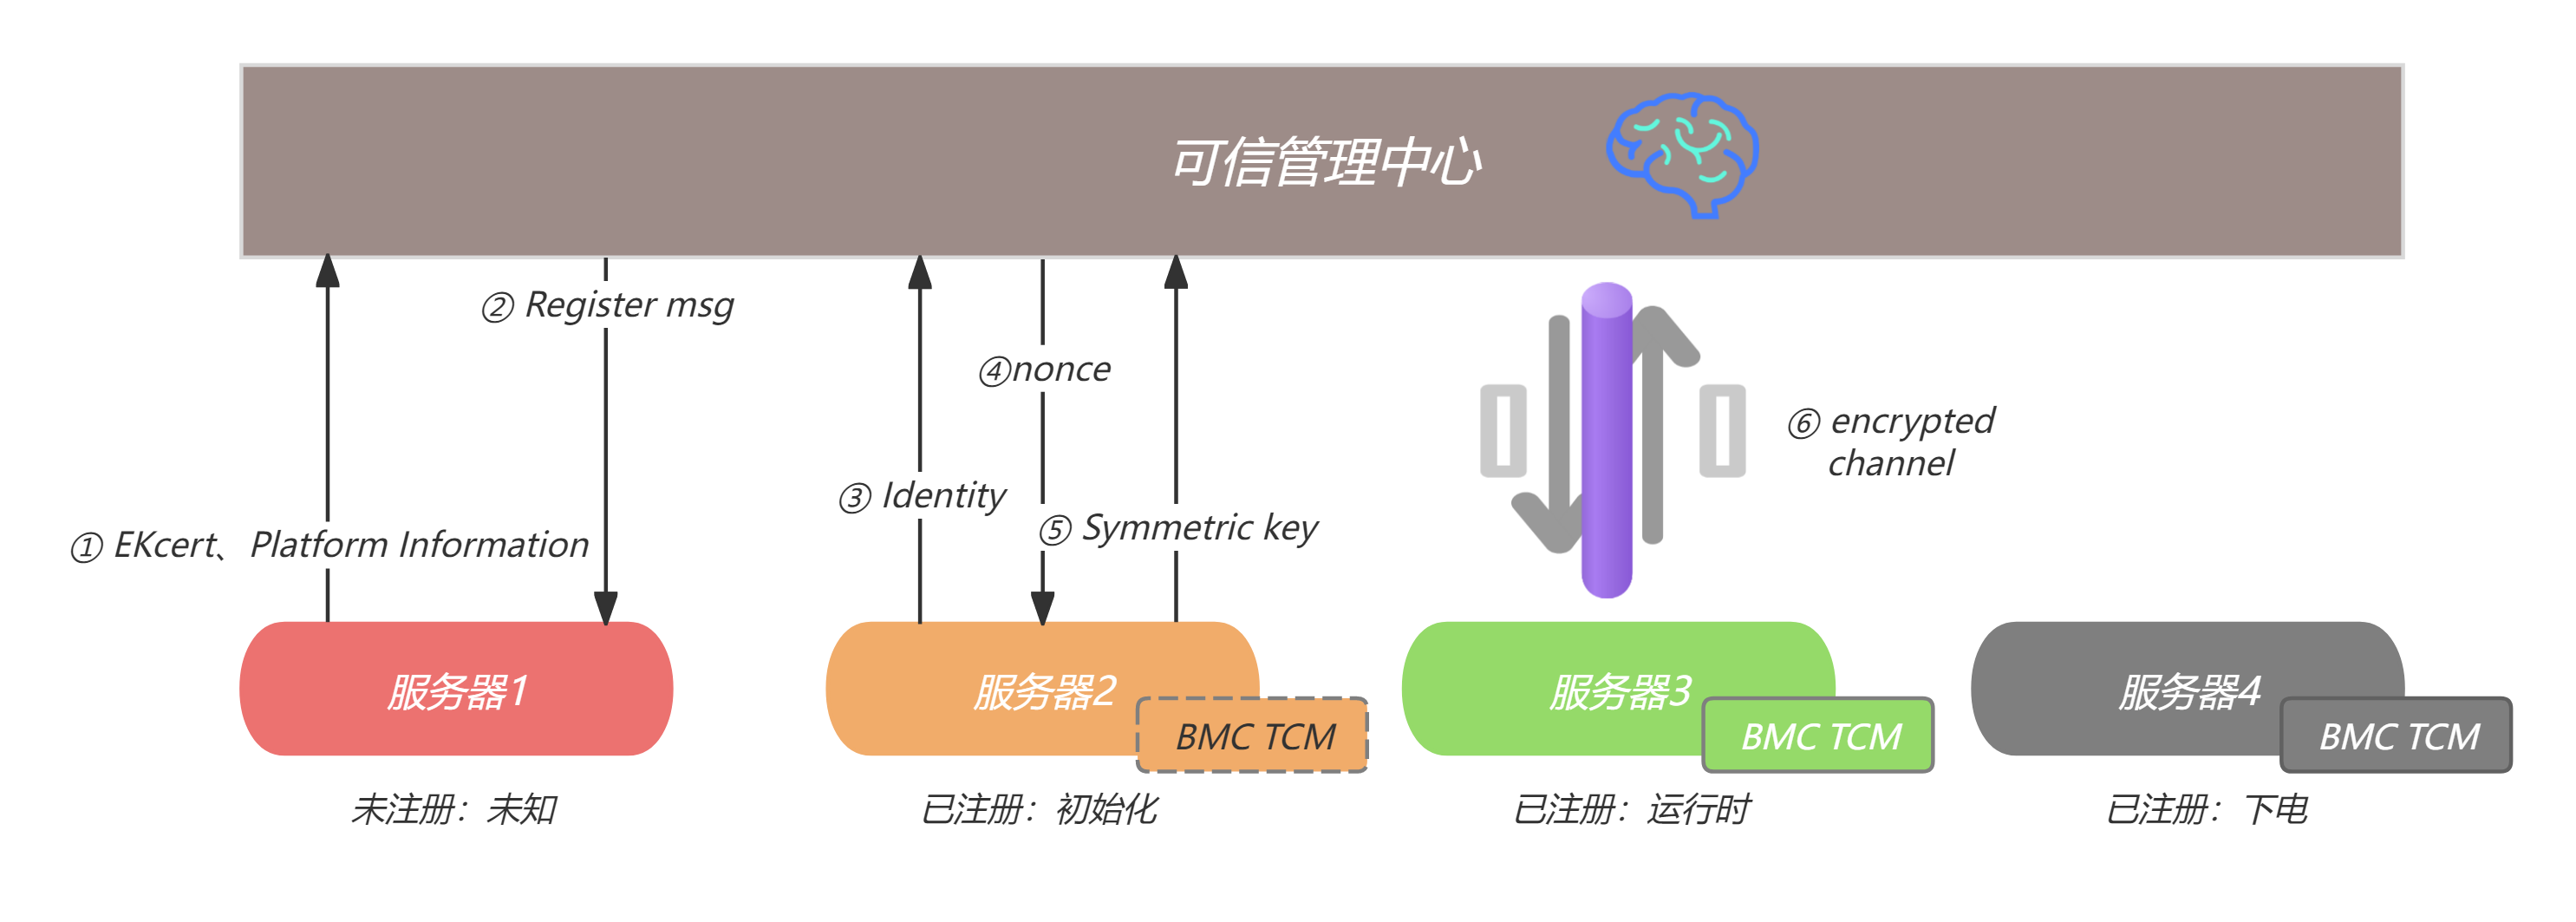 可信管理中心
② Register msg
④nonce
⑥ encrypted
channel
③ Identity
⑤ Symmetric key
① EKcert、Platform Information
服务器1
服务器2
BMC TCM
服务器3
BMC TCM
服务器4
BMC TCM
未注册：未知
已注册：初始化
已注册：运行时
已注册：下电